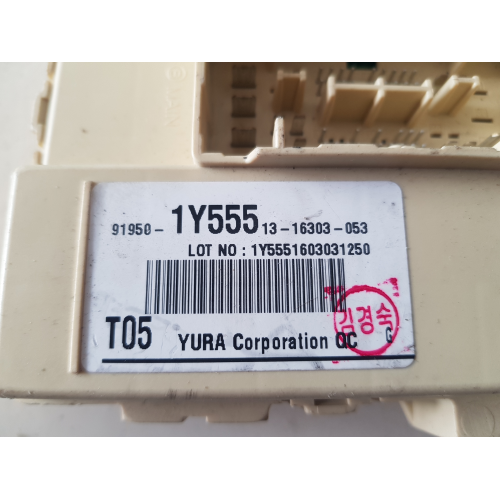 91950-1Y555 13-16303-053
LOT NO : 1Y5551603031250
T05 YURA Corporation QC
김경숙